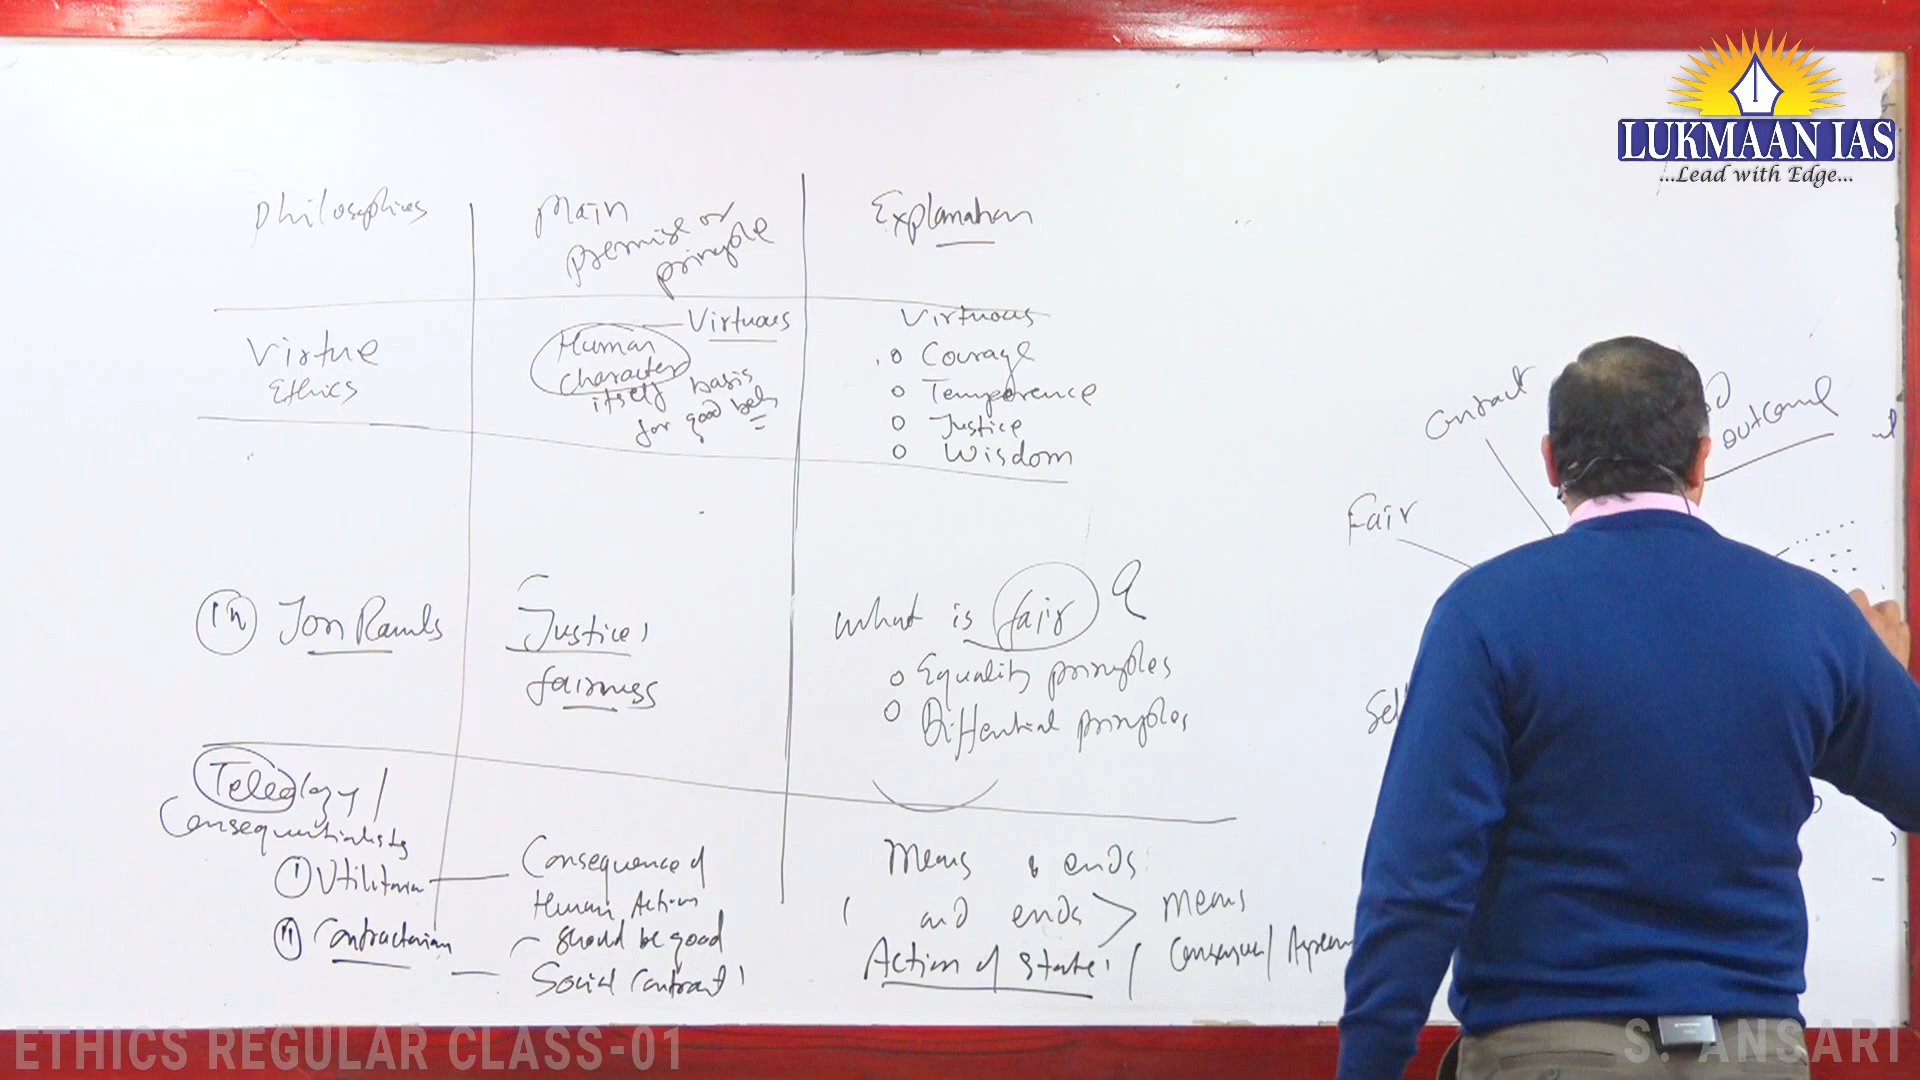 LUKMAAN IAS
...Lead with Edge...
Philosophies
Main
premise or
principle
Explanation
Virtue
Ethics
Human
character
Virtuous
itself basis
for good
Virtuous
Courage
Temperence
Justice
Wisdom
Jon Rawls
Justice,
fairness
What is fair ?
Equality principles
principles
Teleology /
Consequentialists
Utilitarian
Contractarian
Consequence of
Human Action
should be good
Social Contract
Means & ends
and ends > means
Action of state,
Contract
outcome
Fair
ETHICS REGULAR CLASS-01
S. ANSARI